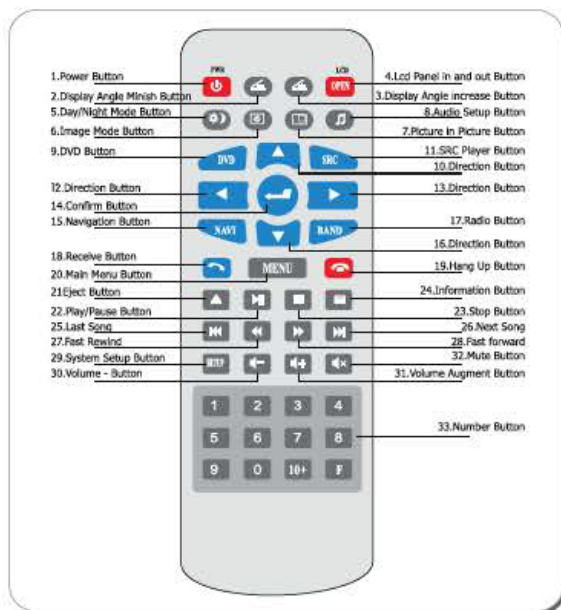 PWR
LCD
1.Power Button
4.Lcd Panel in and out Button
OPEN
2.Display Angle Minish Button
3.Display Angle increase Button
5.Day/Night Mode Button
8.Audio Setup Button
6.Image Mode Button
7.Picture in Picture Button
9.DVD Button
DVD
SRC
11.SRC Player Button
10.Direction Button
12.Direction Button
13.Direction Button
14.Confirm Button
15.Navigation Button
17.Radio Button
NAVI
BAND
16.Direction Button
18.Receive Button
MENU
19.Hang Up Button
20.Main Menu Button
21Eject Button
24.Information Button
22.Play/Pause Button
23.Stop Button
25.Last Song
26.Next Song
27.Fast Rewind
28.Fast forward
29.System Setup Button
SETUP
32.Mute Button
30.Volume - Button
31.Volume Augment Button
1 2 3 4
5 6 7 8
33.Number Button
9 0 10+ F